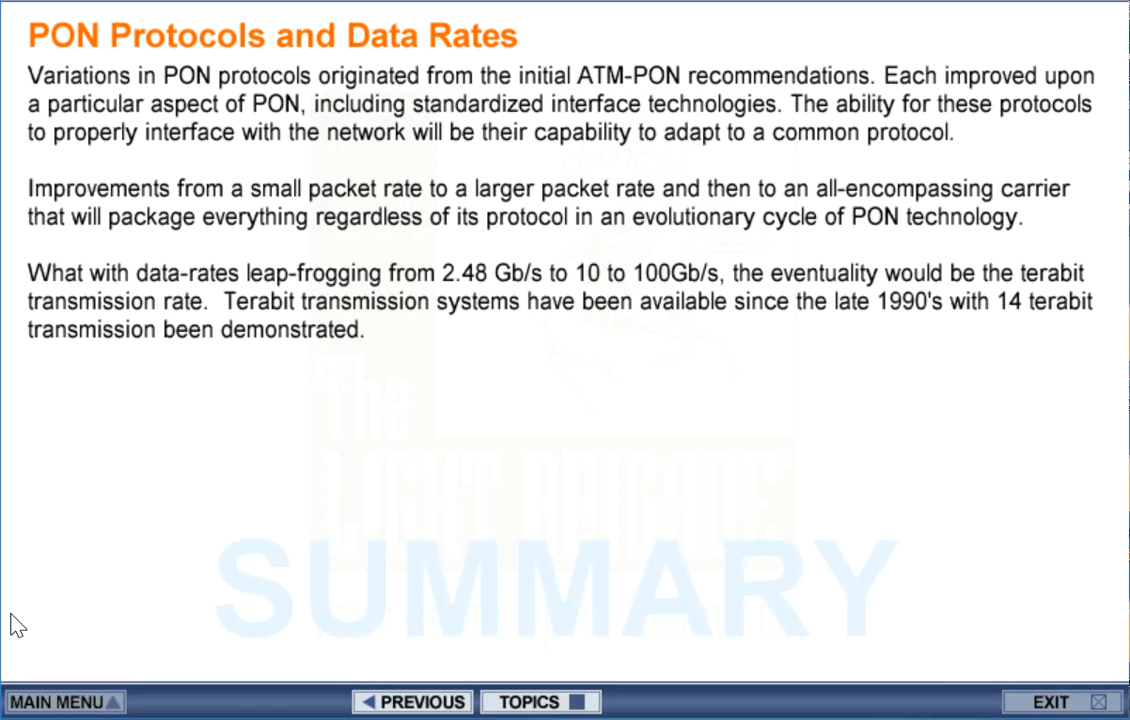 PON Protocols and Data Rates
Variations in PON protocols originated from the initial ATM-PON recommendations. Each improved upon
a particular aspect of PON, including standardized interface technologies. The ability for these protocols
to properly interface with the network will be their capability to adapt to a common protocol.
Improvements from a small packet rate to a larger packet rate and then to an all-encompassing carrier
that will package everything regardless of its protocol in an evolutionary cycle of PON technology.
What with data-rates leap-frogging from 2.48 Gb/s to 10 to 100Gb/s, the eventuality would be the terabit
transmission rate. Terabit transmission systems have been available since the late 1990's with 14 terabit
transmission been demonstrated.
The
LIGHT BRIGADE
SUMMARY
MAIN MENU
PREVIOUS
TOPICS
EXIT